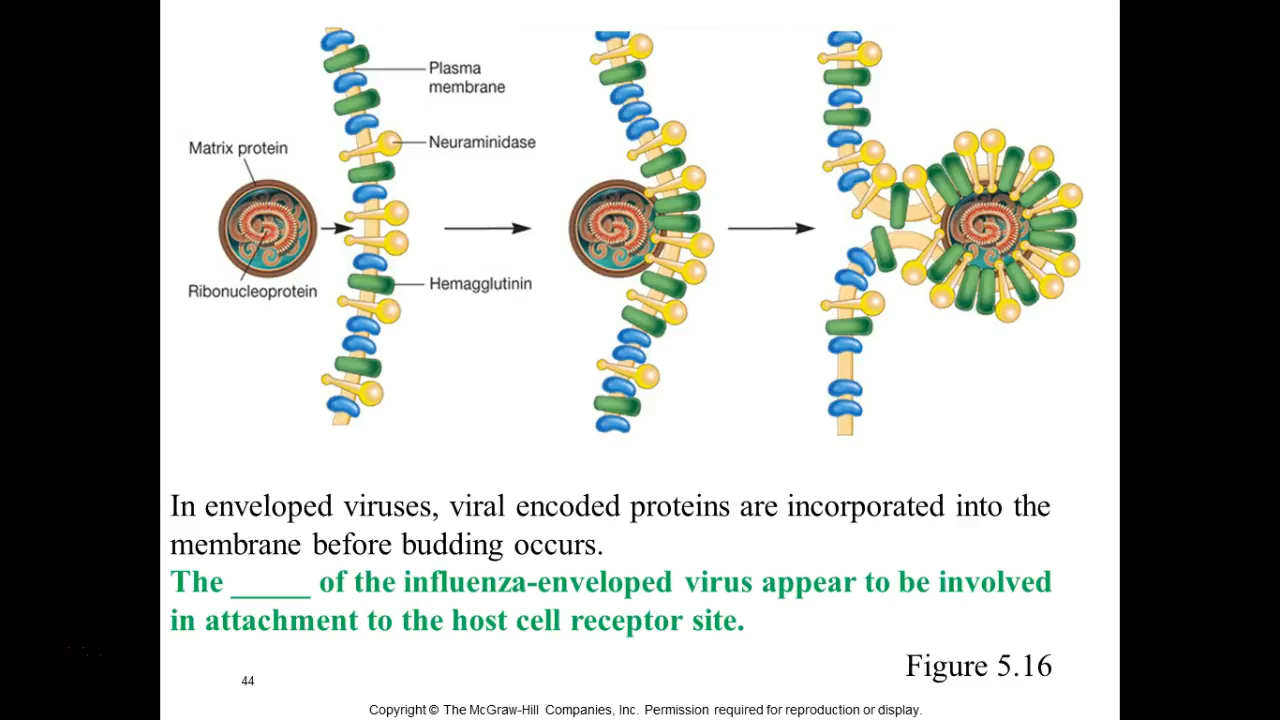 Plasma
membrane
Neuraminidase
Matrix protein
Hemagglutinin
Ribonucleoprotein
In enveloped viruses, viral encoded proteins are incorporated into the
membrane before budding occurs.
The _____ of the influenza-enveloped virus appear to be involved
in attachment to the host cell receptor site.
Figure 5.16
44
Copyright © The McGraw-Hill Companies, Inc. Permission required for reproduction or display.